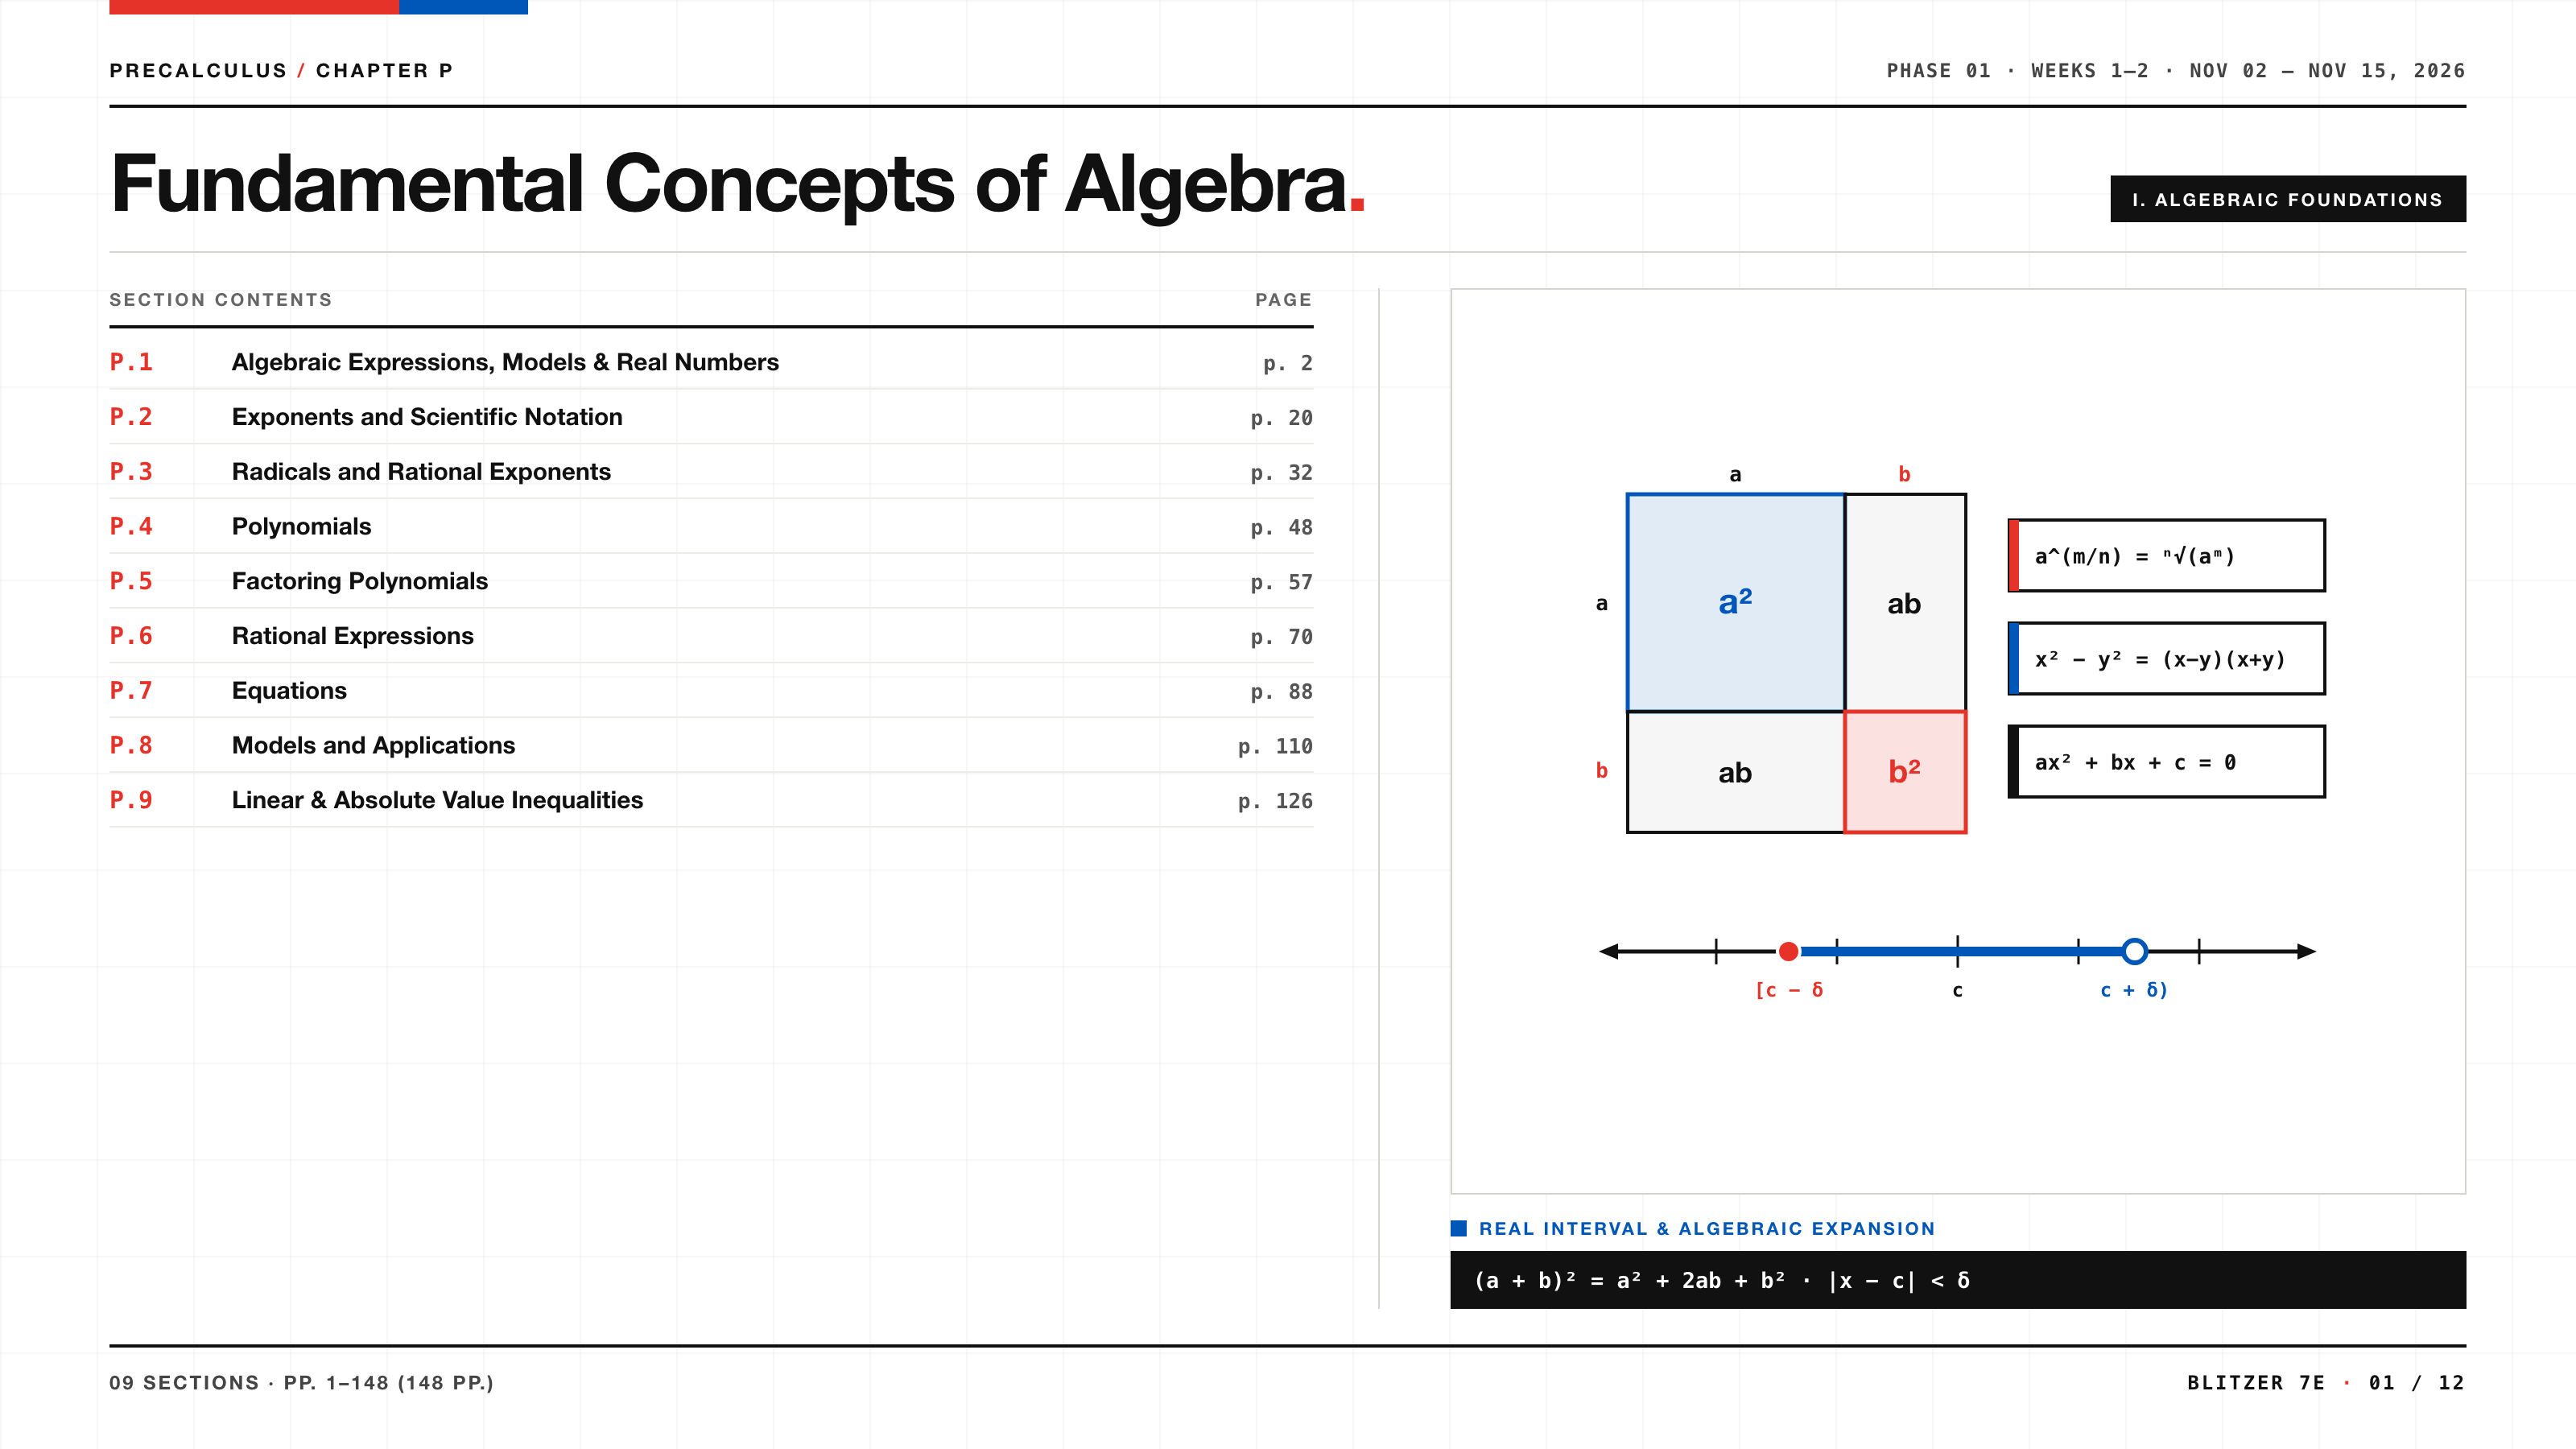 PRECALCULUS / CHAPTER P
PHASE 01 · WEEKS 1–2 · NOV 02 – NOV 15, 2026
Fundamental Concepts of Algebra.
I. ALGEBRAIC FOUNDATIONS
SECTION CONTENTS PAGE
P.1 Algebraic Expressions, Models & Real Numbers p. 2
P.2 Exponents and Scientific Notation p. 20
P.3 Radicals and Rational Exponents p. 32
P.4 Polynomials p. 48
P.5 Factoring Polynomials p. 57
P.6 Rational Expressions p. 70
P.7 Equations p. 88
P.8 Models and Applications p. 110
P.9 Linear & Absolute Value Inequalities p. 126
a b
a a² ab
b ab b²
a^(m/n) = ⁿ√(aᵐ)
x² − y² = (x−y)(x+y)
ax² + bx + c = 0
[c − δ c c + δ)
REAL INTERVAL & ALGEBRAIC EXPANSION
(a + b)² = a² + 2ab + b² · |x − c| < δ
09 SECTIONS · PP. 1–148 (148 PP.)
BLITZER 7E · 01 / 12